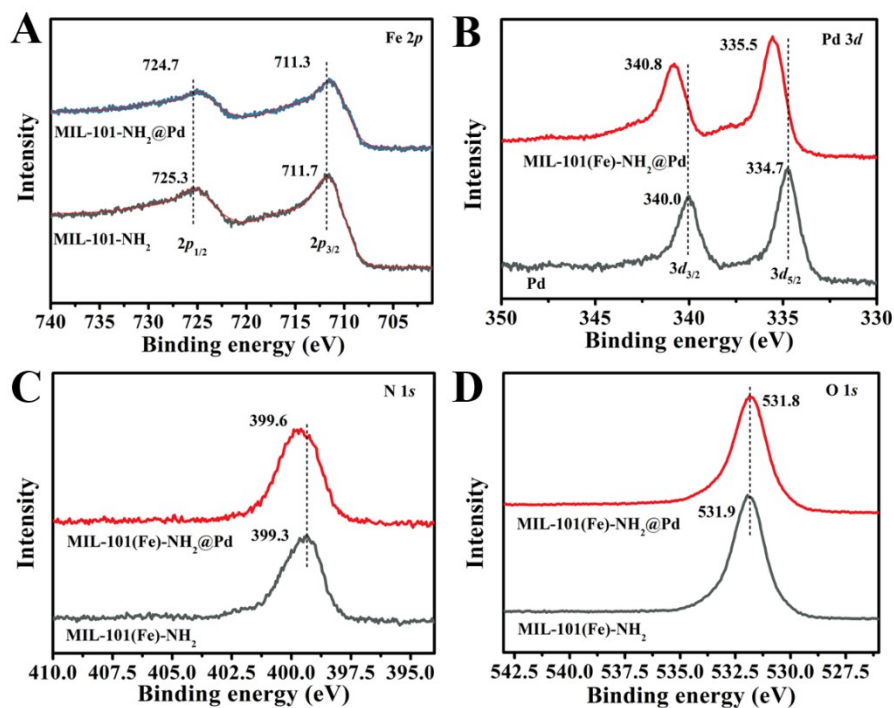 A
Fe 2p
724.7
711.3
MIL-101-NH2@Pd
725.3
711.7
MIL-101-NH2
2p1/2
2p3/2
Intensity
740 735 730 725 720 715 710 705
Binding energy (eV)
B
Pd 3d
340.8
335.5
MIL-101(Fe)-NH2@Pd
340.0
334.7
Pd
3d3/2
3d5/2
Intensity
350 345 340 335 330
Binding energy (eV)
C
N 1s
399.6
MIL-101(Fe)-NH2@Pd
399.3
MIL-101(Fe)-NH2
Intensity
410.0 407.5 405.0 402.5 400.0 397.5 395.0
Binding energy (eV)
D
O 1s
531.8
MIL-101(Fe)-NH2@Pd
531.9
MIL-101(Fe)-NH2
Intensity
542.5 540.0 537.5 535.0 532.5 530.0 527.5
Binding energy (eV)